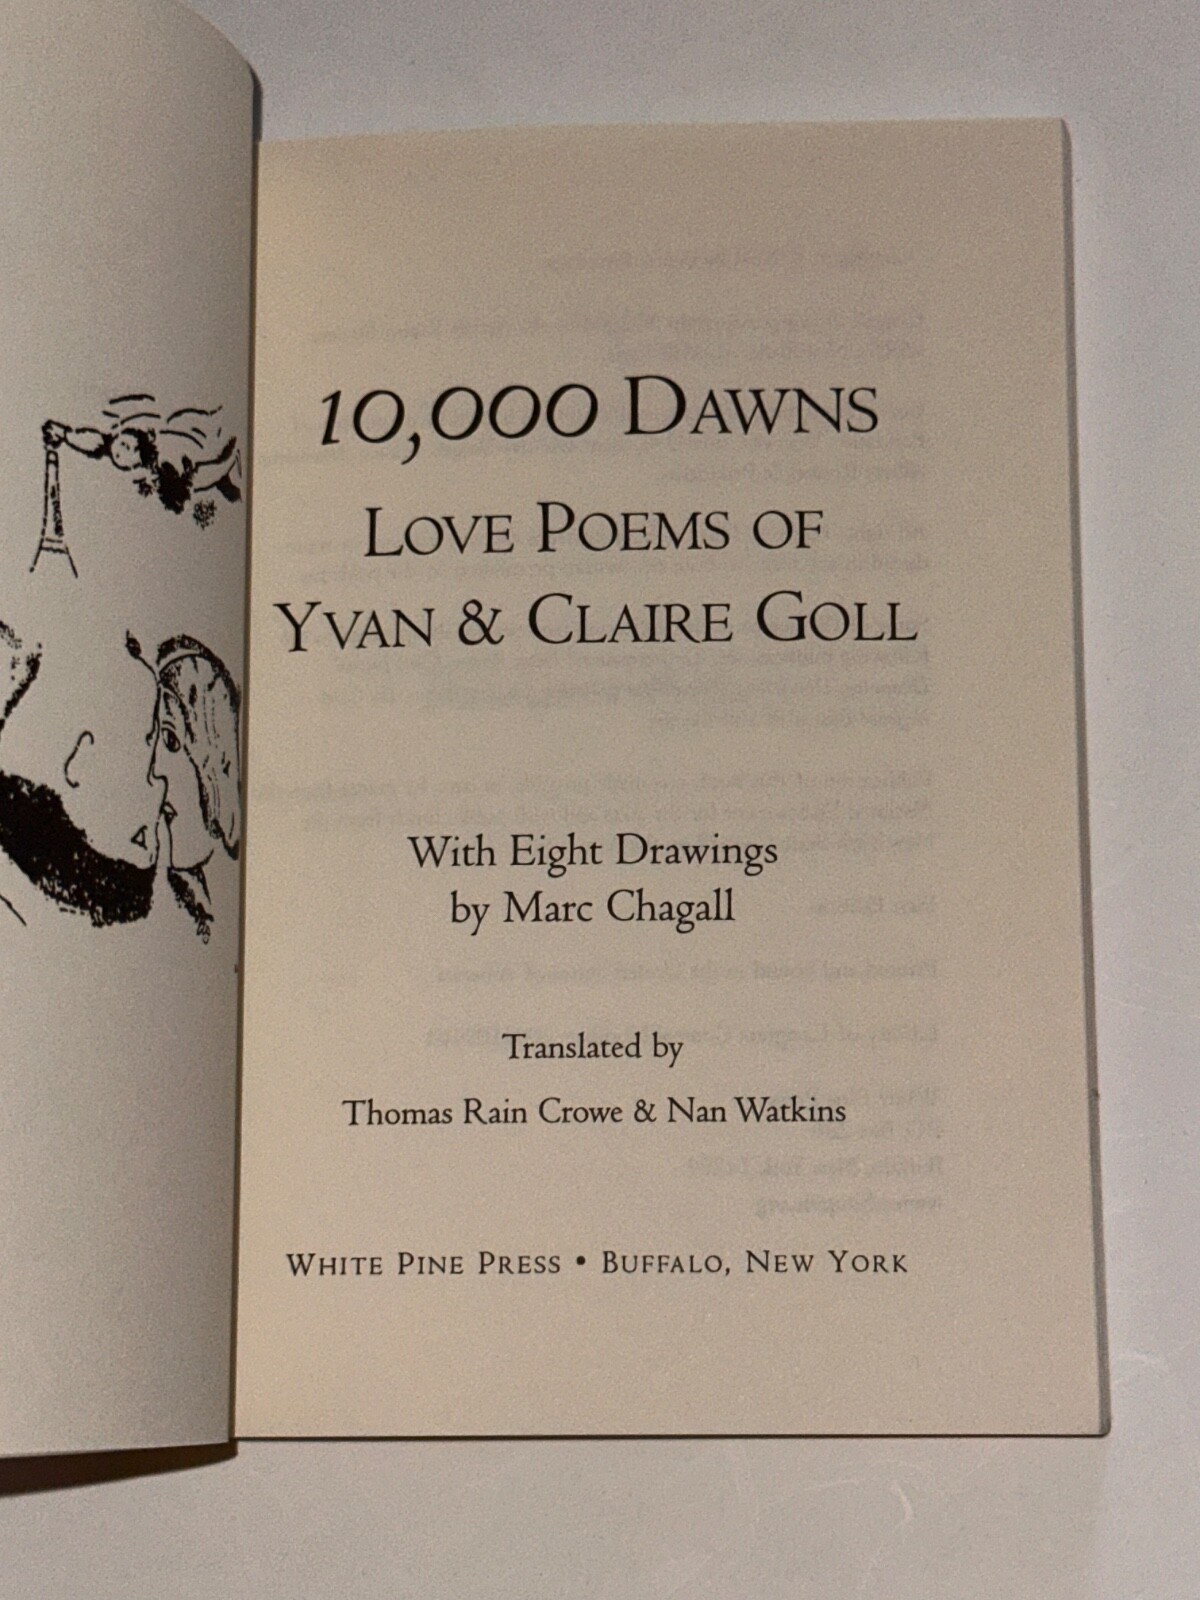 10,000 DAWNS
LOVE POEMS OF
YVAN & CLAIRE GOLL
With Eight Drawings
by Marc Chagall
Translated by
Thomas Rain Crowe & Nan Watkins
WHITE PINE PRESS • BUFFALO, NEW YORK